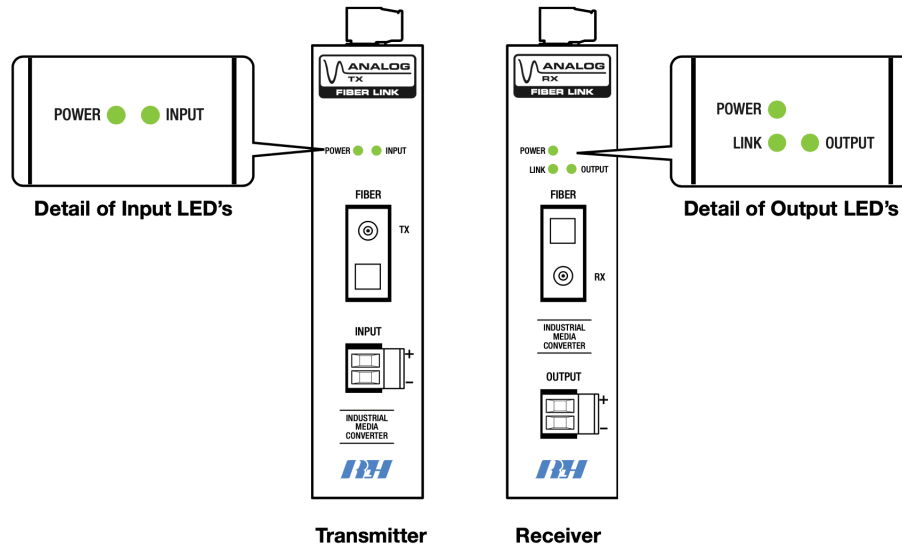 POWER INPUT
Detail of Input LED's
ANALOG
TX
FIBER LINK
POWER INPUT
FIBER
TX
INPUT
+
–
INDUSTRIAL
MEDIA
CONVERTER
Transmitter
ANALOG
RX
FIBER LINK
POWER
LINK OUTPUT
FIBER
RX
INDUSTRIAL
MEDIA
CONVERTER
OUTPUT
+
–
Receiver
POWER
LINK OUTPUT
Detail of Output LED's